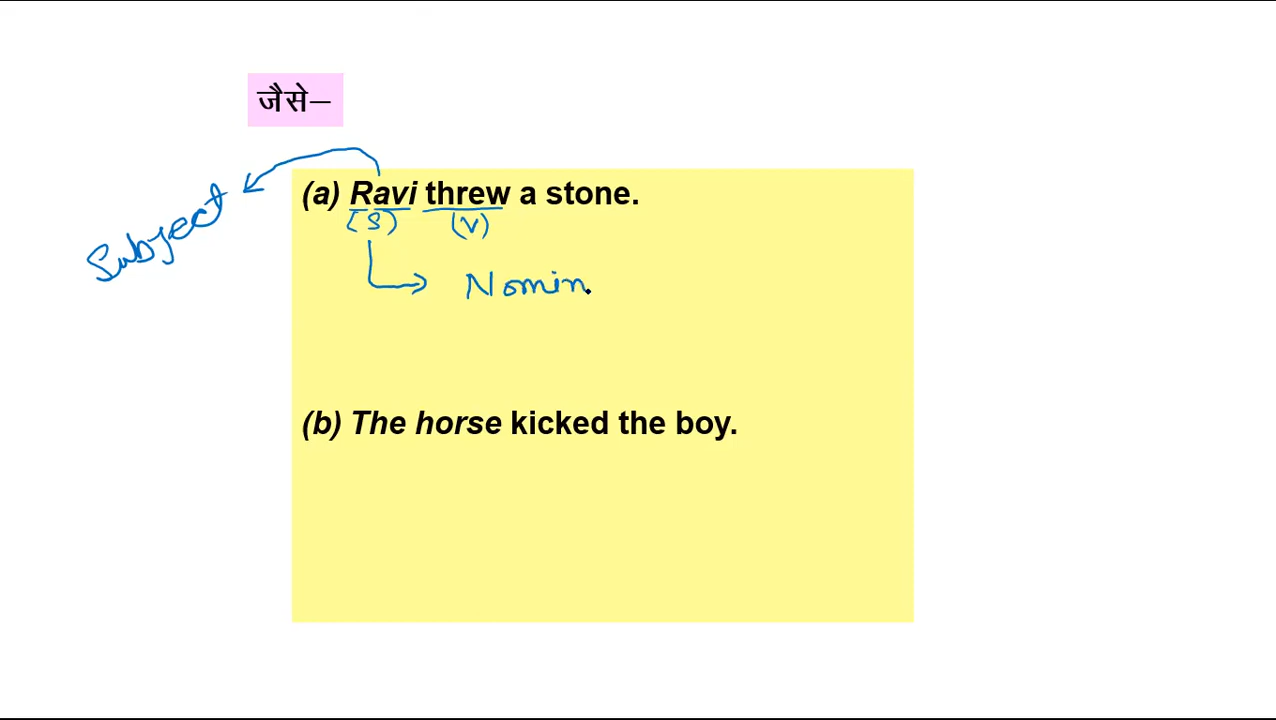 जैसे–
(a) Ravi threw a stone.
(S) (V)
Subject
Nomin
(b) The horse kicked the boy.